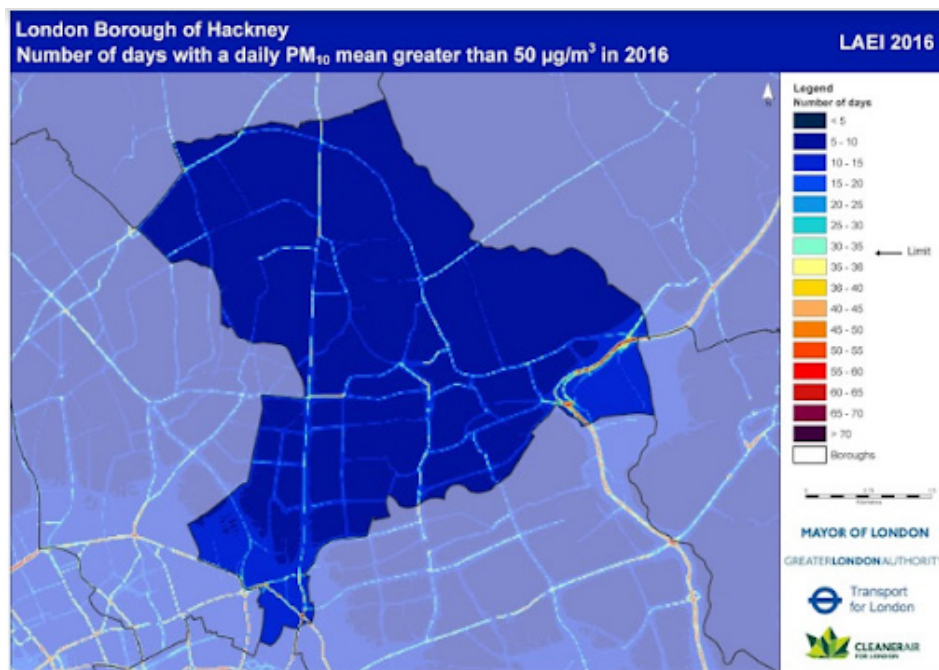 London Borough of Hackney
Number of days with a daily PM₁₀ mean greater than 50 µg/m³ in 2016
LAEI 2016
Legend
Number of days
< 5
5 - 10
10 - 15
15 - 20
20 - 25
25 - 30
30 - 35
Limit
35 - 36
36 - 40
40 - 45
45 - 50
50 - 55
55 - 60
60 - 65
65 - 70
> 70
Boroughs
Kilometres
MAYOR OF LONDON
GREATERLONDONAUTHORITY
Transport
for London
CLEANERAIR
FOR LONDON